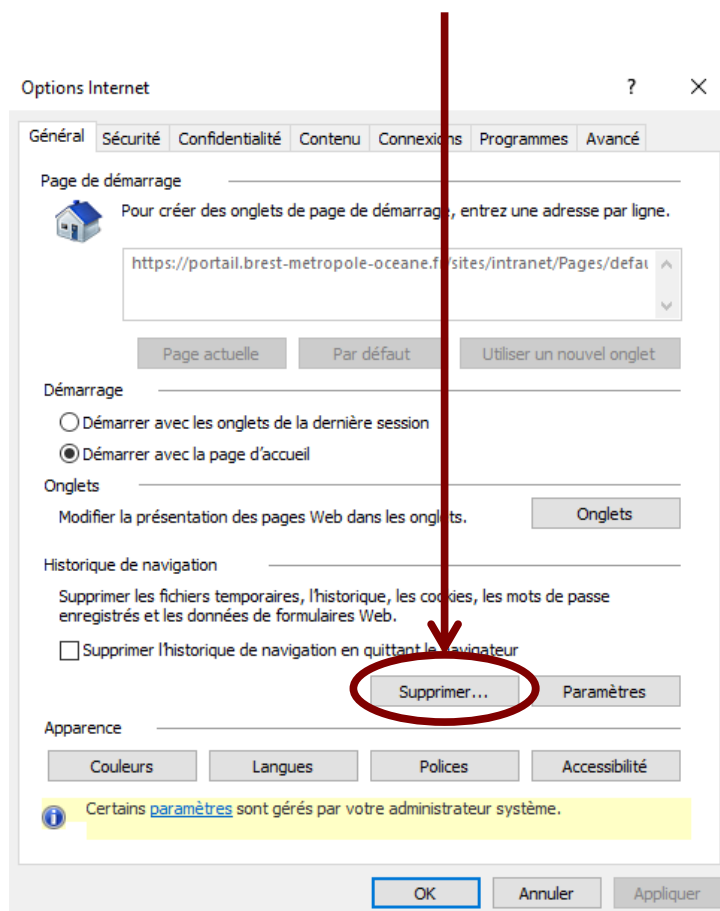 Options Internet ?
Général Sécurité Confidentialité Contenu Connexions Programmes Avancé
Page de démarrage
Pour créer des onglets de page de démarrage, entrez une adresse par ligne.
https://portail.brest-metropole-oceane.fr/sites/intranet/Pages/defau
Page actuelle Par défaut Utiliser un nouvel onglet
Démarrage
Démarrer avec les onglets de la dernière session
Démarrer avec la page d'accueil
Onglets
Modifier la présentation des pages Web dans les onglets. Onglets
Historique de navigation
Supprimer les fichiers temporaires, l'historique, les cookies, les mots de passe
enregistrés et les données de formulaires Web.
Supprimer l'historique de navigation en quittant le navigateur
Supprimer... Paramètres
Apparence
Couleurs Langues Polices Accessibilité
Certains paramètres sont gérés par votre administrateur système.
OK Annuler Appliquer